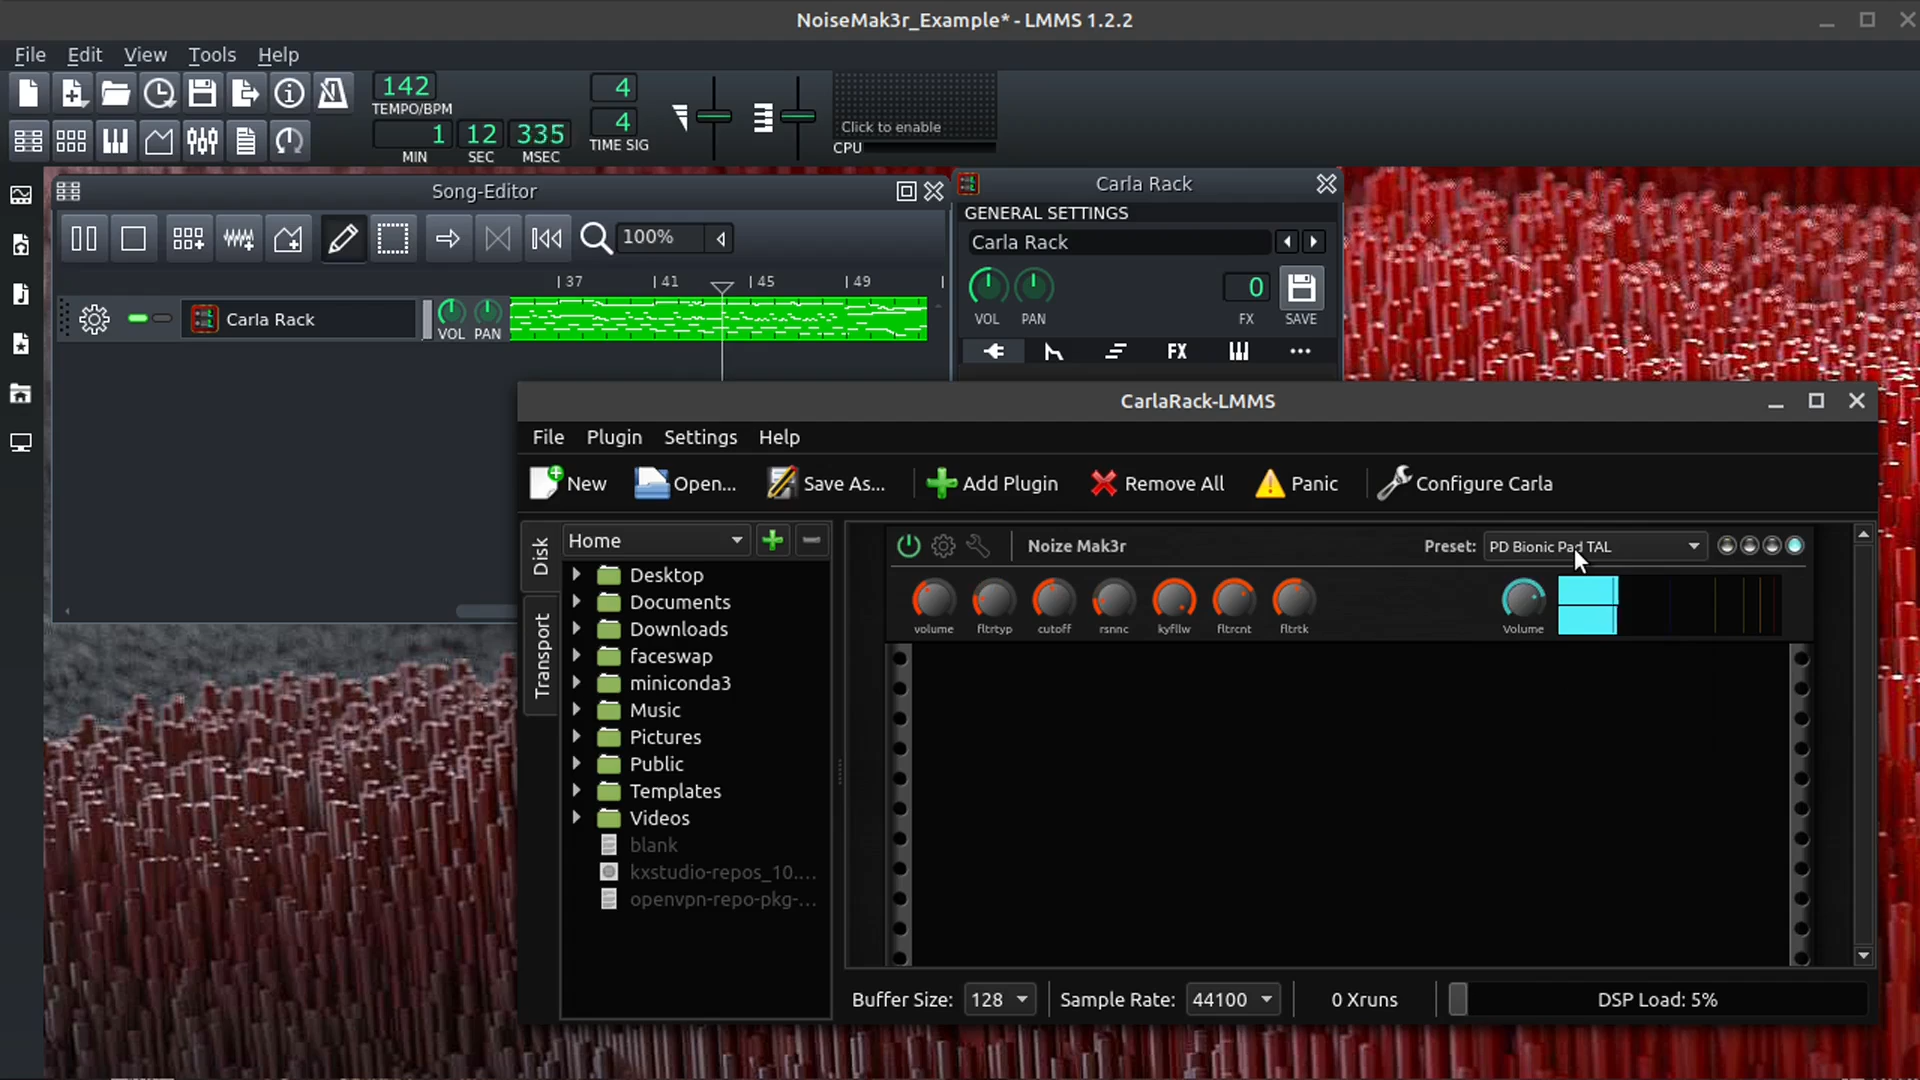 NoiseMak3r_Example* - LMMS 1.2.2
File Edit View Tools Help
142
TEMPO/BPM
1 12 335
MIN SEC MSEC
4
4
TIME SIG
Click to enable
CPU
Song-Editor
100%
37 41 45 49
Carla Rack
VOL PAN
Carla Rack
GENERAL SETTINGS
Carla Rack
0
VOL PAN FX SAVE
FX
CarlaRack-LMMS
File Plugin Settings Help
New Open... Save As... Add Plugin Remove All Panic Configure Carla
Disk
Transport
Home
Desktop
Documents
Downloads
faceswap
miniconda3
Music
Pictures
Public
Templates
Videos
blank
kxstudio-repos_10....
openvpn-repo-pkg-...
Noize Mak3r
Preset: PD Bionic Pad TAL
volume fltrtyp cutoff rsnnc kyfllw fltrcnt fltrtk Volume
Buffer Size: 128 Sample Rate: 44100 0 Xruns DSP Load: 5%